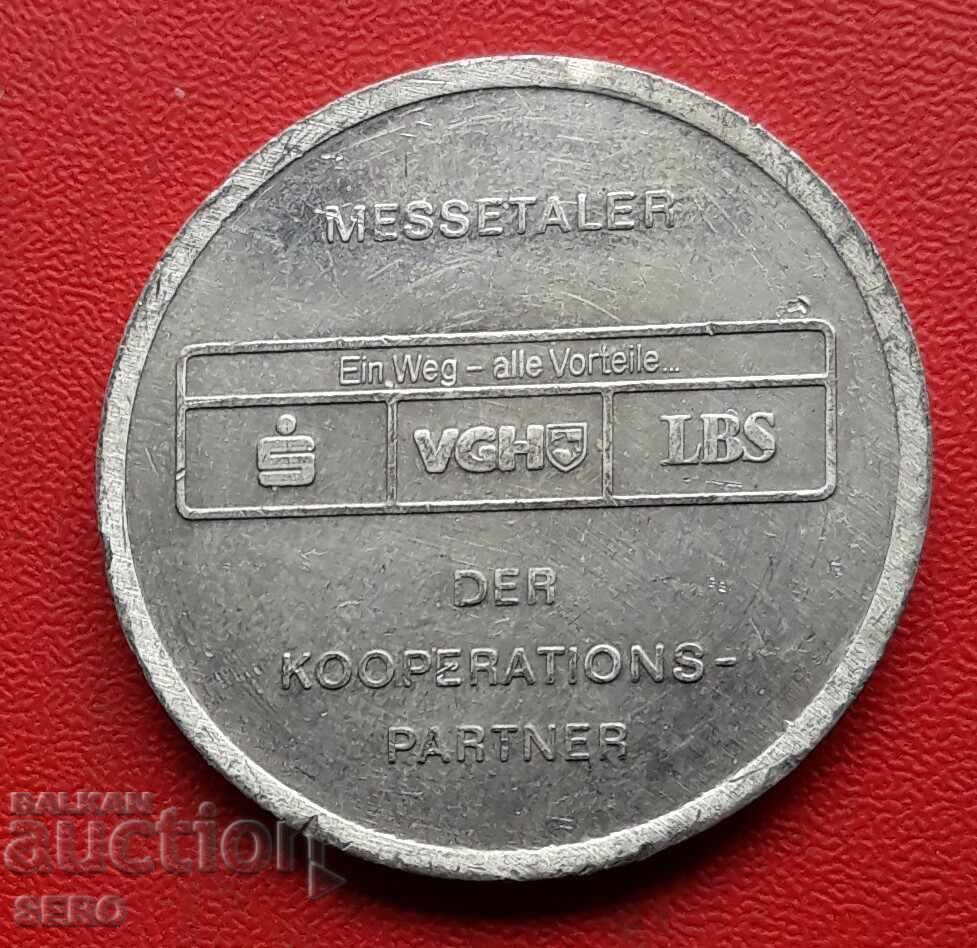 MESSETALER
Ein Weg - alle Vorteile...
S VGH LBS
DER
KOOPERATIONS-
PARTNER
BALKAN
auction
SERO